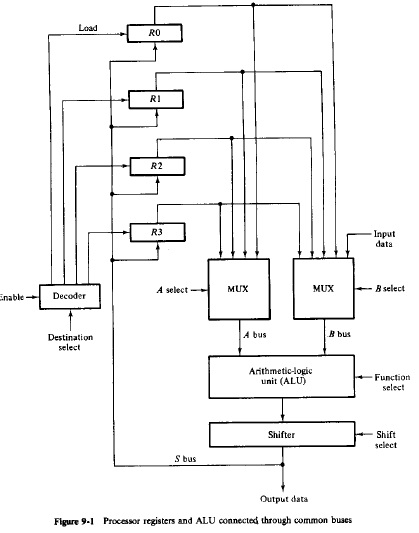 Load
R0
R1
R2
R3
Input
data
Enable
Decoder
A select
MUX
MUX
B select
Destination
select
A bus
B bus
Arithmetic-logic
unit (ALU)
Function
select
Shifter
Shift
select
S bus
Output data
Figure 9-1 Processor registers and ALU connected through common buses